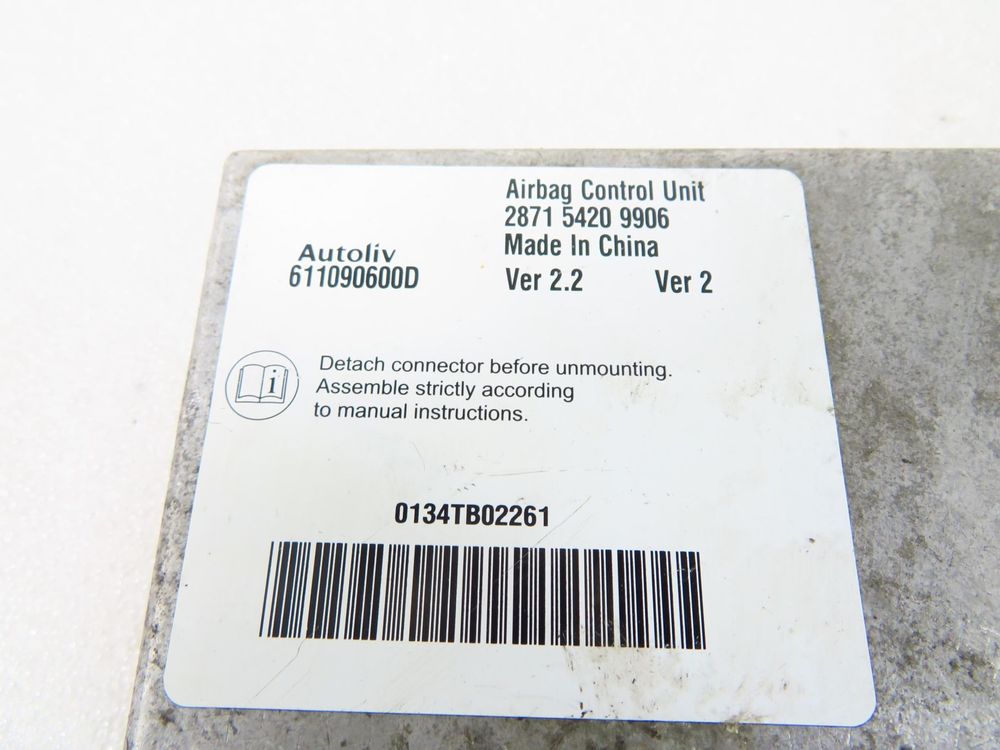 Airbag Control Unit
2871 5420 9906
Made In China
Ver 2.2 Ver 2
Autoliv
611090600D
i
Detach connector before unmounting.
Assemble strictly according
to manual instructions.
0134TB02261